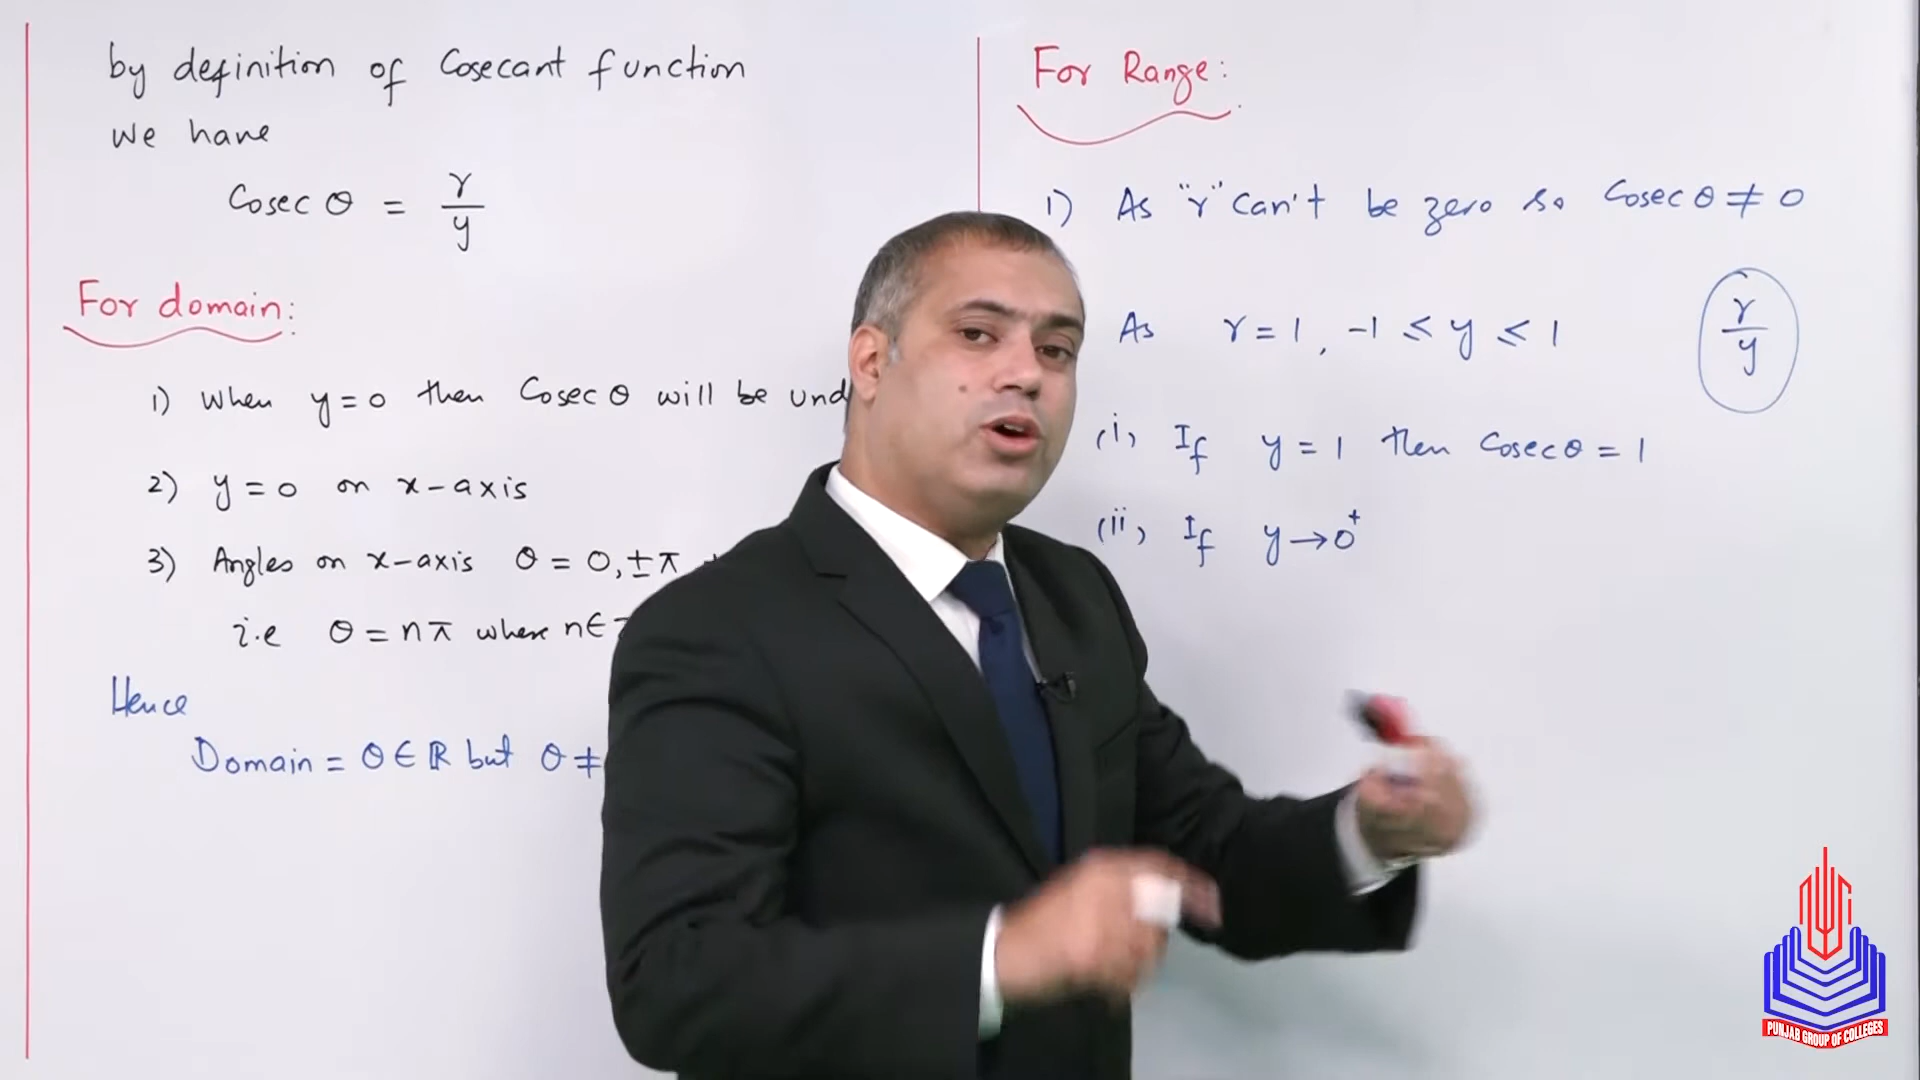 by definition of Cosecant function
we have
Cosec θ = r/y
For domain:
1) When y=0 then Cosec θ will be und
2) y=0 on x-axis
3) Angles on x-axis θ = 0, ±π
i.e θ = nπ where n∈
Hence
Domain = θ∈ℝ but θ ≠
For Range:
1) As "r" Can't be zero so Cosec θ ≠ 0
As r=1, -1 ≤ y ≤ 1
r/y
(i) If y = 1 then Cosec θ = 1
(ii) If y→0⁺
PUNJAB GROUP OF COLLEGES